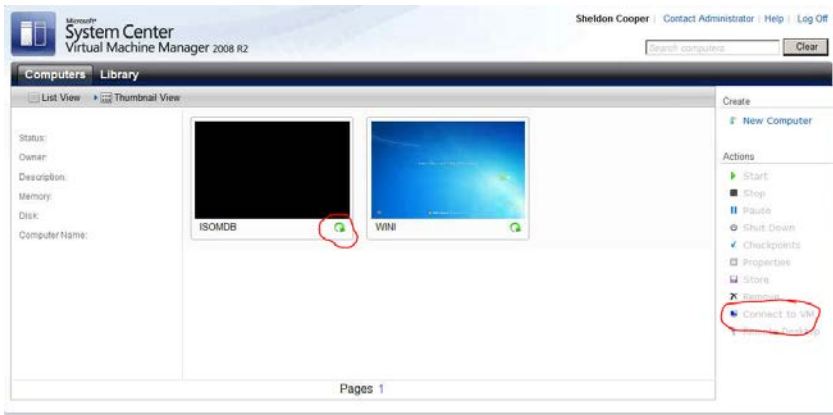 Microsoft®
System Center
Virtual Machine Manager 2008 R2
Sheldon Cooper | Contact Administrator | Help | Log Off
Search computers
Clear
Computers Library
List View Thumbnail View
Status:
Owner:
Description:
Memory:
Disk:
Computer Name:
ISOMDB
WINI
Pages 1
Create
New Computer
Actions
Start
Stop
Pause
Shut Down
Checkpoints
Properties
Store
Remove
Connect to VM
Remote Desktop